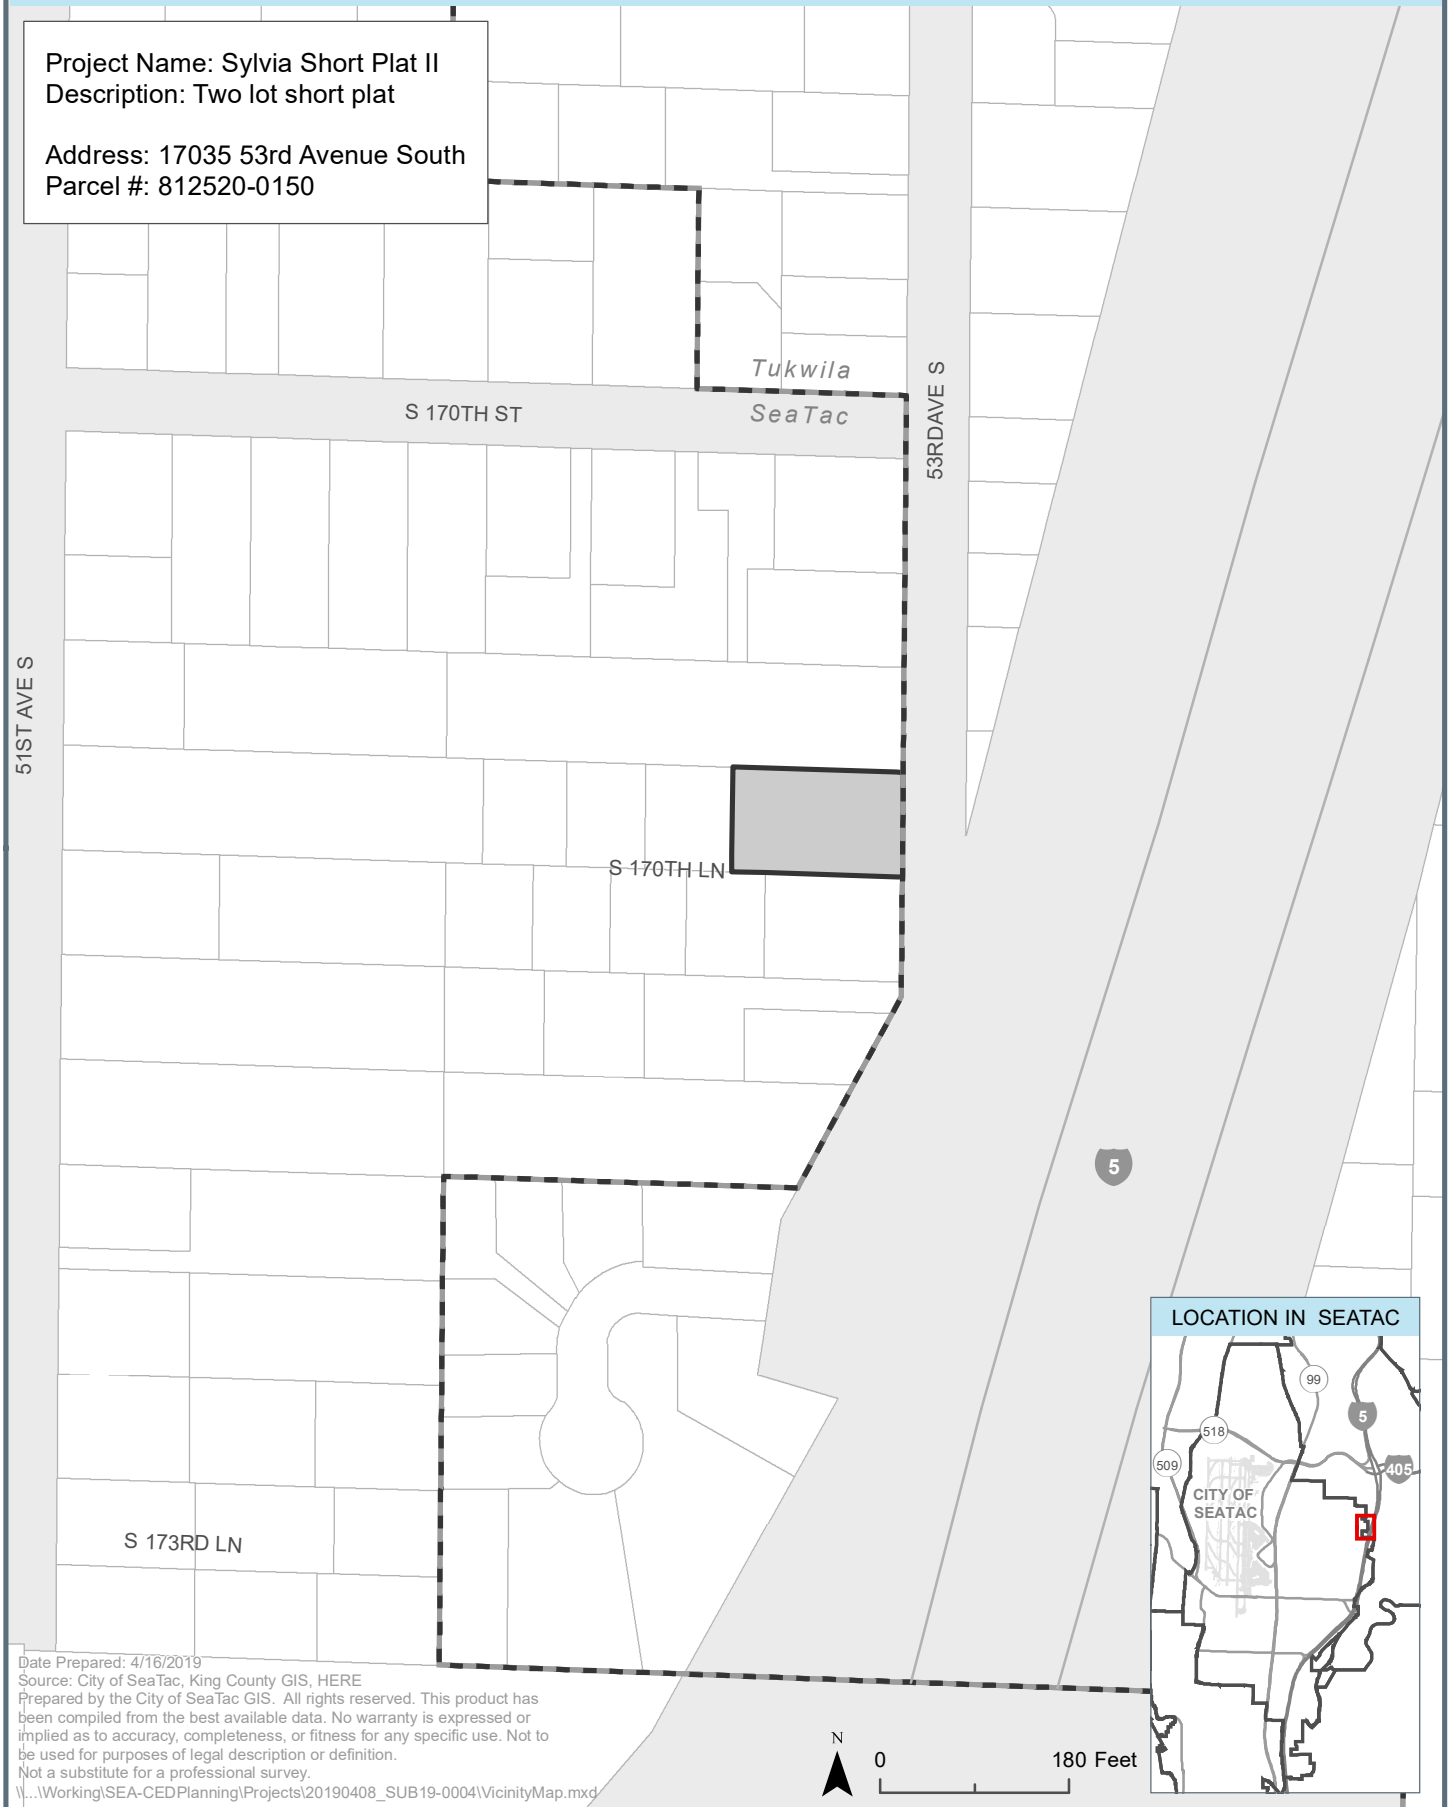 Project Name: Sylvia Short Plat II
Description: Two lot short plat
Address: 17035 53rd Avenue South
Parcel #: 812520-0150
Tukwila
SeaTac
S 170TH ST
53RDAVE S
51ST AVE S
S 170TH LN
5
S 173RD LN
LOCATION IN SEATAC
99
5
518
509
405
CITY OF
SEATAC
Date Prepared: 4/16/2019
Source: City of SeaTac, King County GIS, HERE
Prepared by the City of SeaTac GIS. All rights reserved. This product has
been compiled from the best available data. No warranty is expressed or
implied as to accuracy, completeness, or fitness for any specific use. Not to
be used for purposes of legal description or definition.
Not a substitute for a professional survey.
\\...\Working\SEA-CEDPlanning\Projects\20190408_SUB19-0004\VicinityMap.mxd
N
0 180 Feet